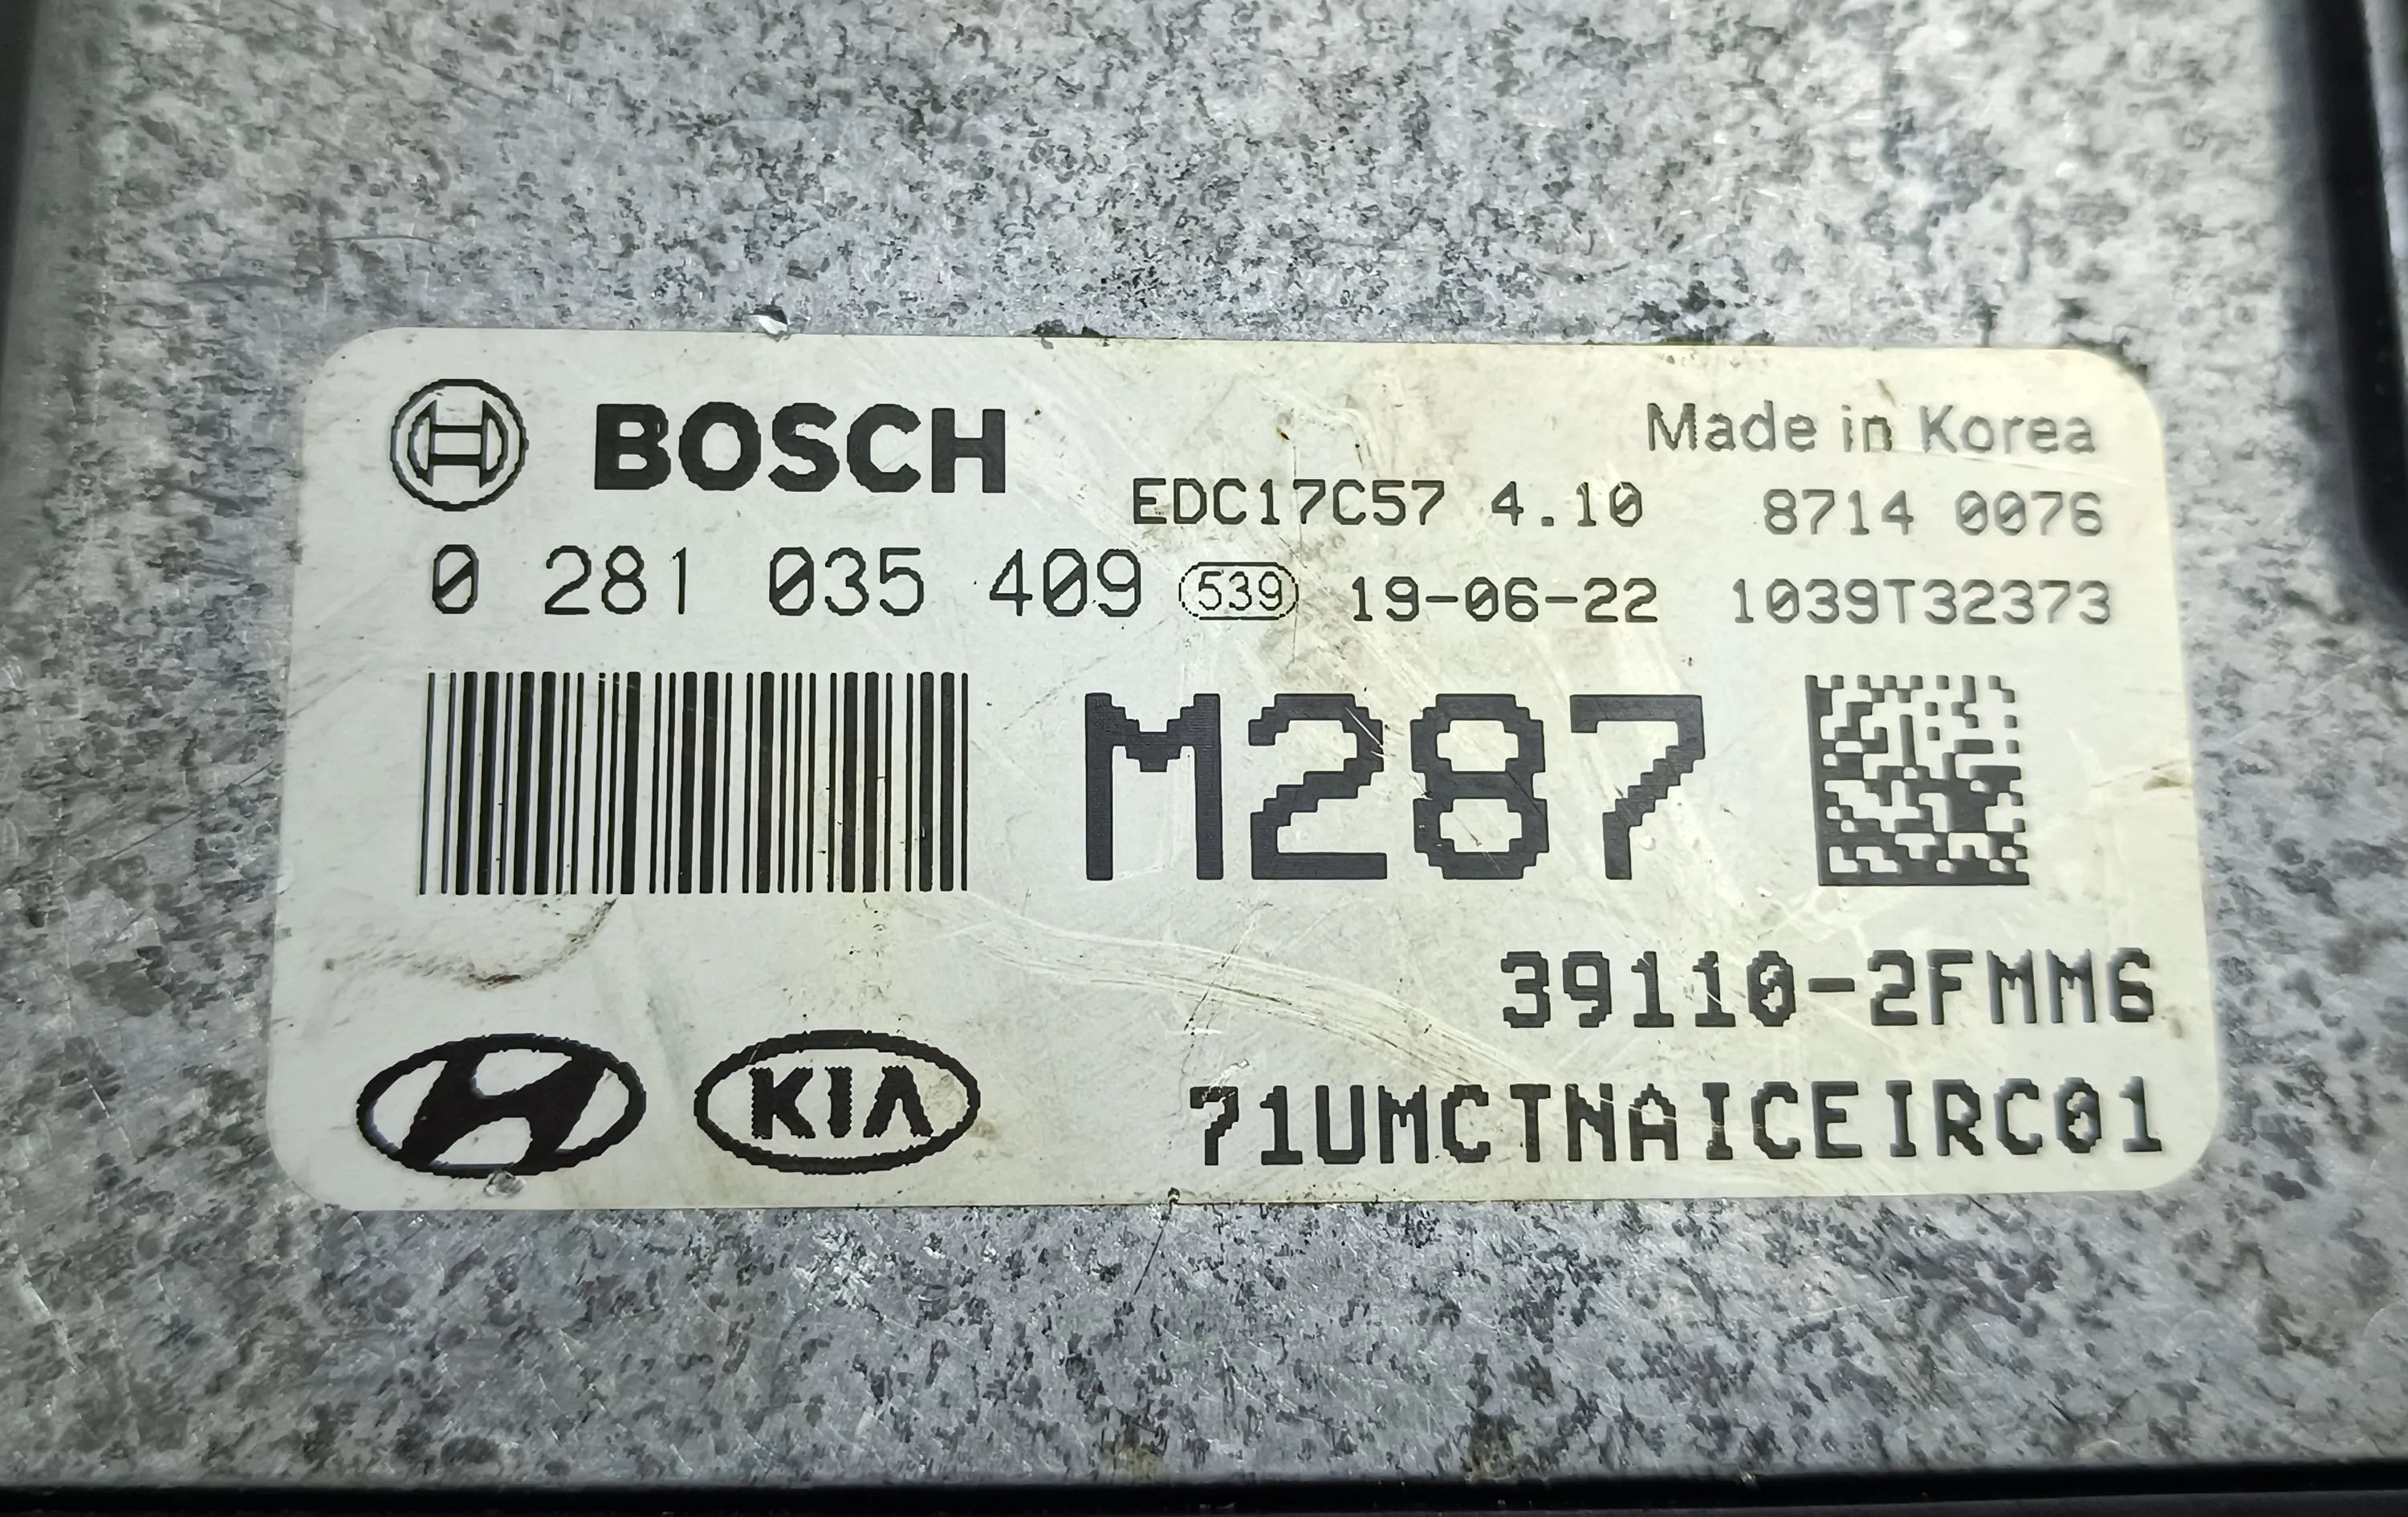 BOSCH
Made in Korea
EDC17C57 4.10 8714 0076
0 281 035 409 539 19-06-22 1039T32373
M287
39110-2FMM6
KIA 71UMCTNAICEIRC01